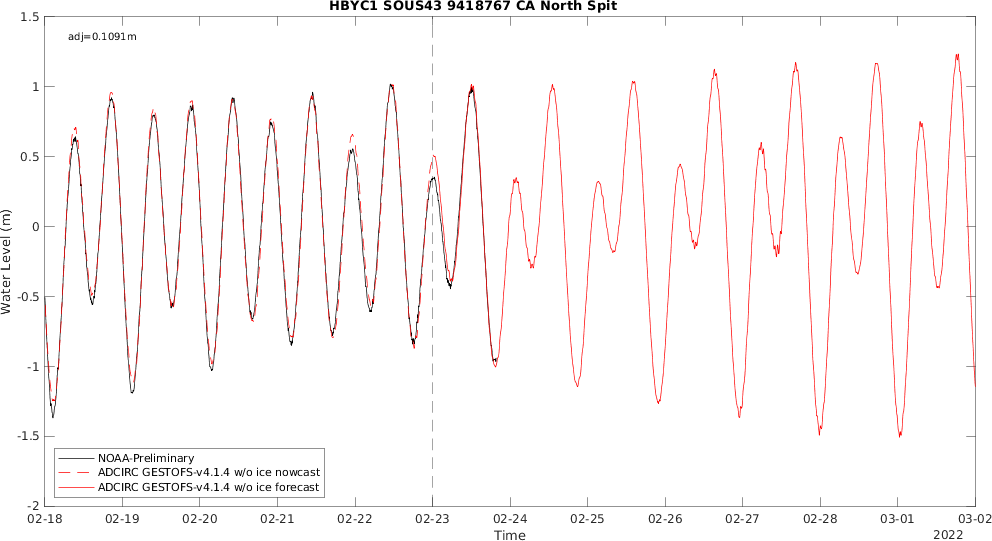 HBYC1 SOUS43 9418767 CA North Spit
1.5
adj=0.1091m
1
0.5
0
-0.5
-1
-1.5
-2
Water Level (m)
NOAA-Preliminary
ADCIRC GESTOFS-v4.1.4 w/o ice nowcast
ADCIRC GESTOFS-v4.1.4 w/o ice forecast
02-18 02-19 02-20 02-21 02-22 02-23 02-24 02-25 02-26 02-27 02-28 03-01 03-02
Time
2022